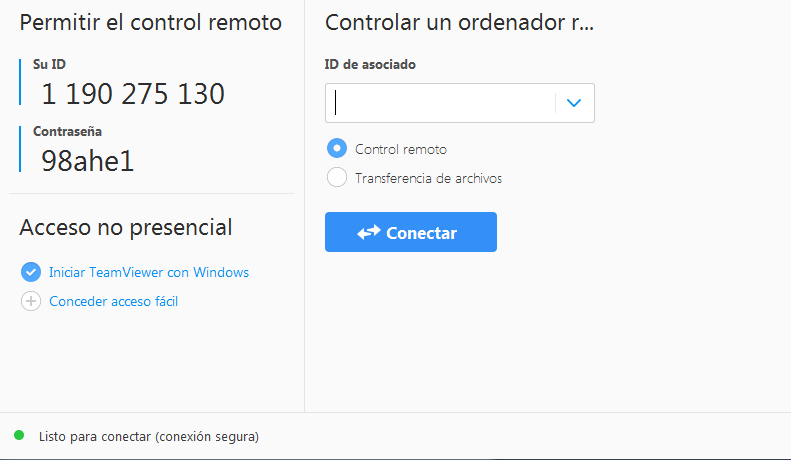 Permitir el control remoto
Su ID
1 190 275 130
Contraseña
98ahe1
Acceso no presencial
Iniciar TeamViewer con Windows
Conceder acceso fácil
Controlar un ordenador r...
ID de asociado
Control remoto
Transferencia de archivos
Conectar
Listo para conectar (conexión segura)